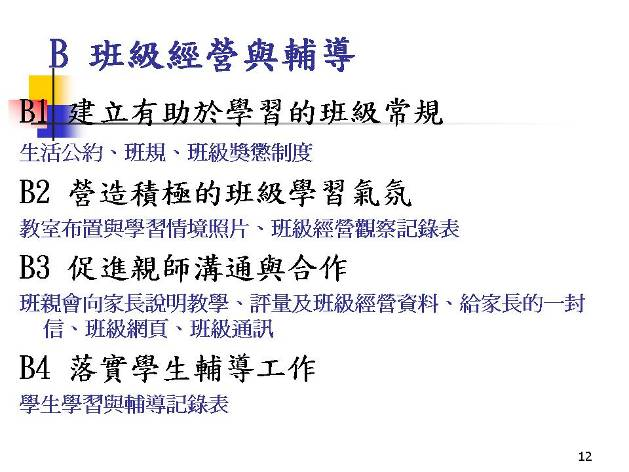 B 班級經營與輔導
B1 建立有助於學習的班級常規
生活公約、班規、班級獎懲制度
B2 營造積極的班級學習氣氛
教室布置與學習情境照片、班級經營觀察記錄表
B3 促進親師溝通與合作
班親會向家長說明教學、評量及班級經營資料、給家長的一封
信、班級網頁、班級通訊
B4 落實學生輔導工作
學生學習與輔導記錄表
12